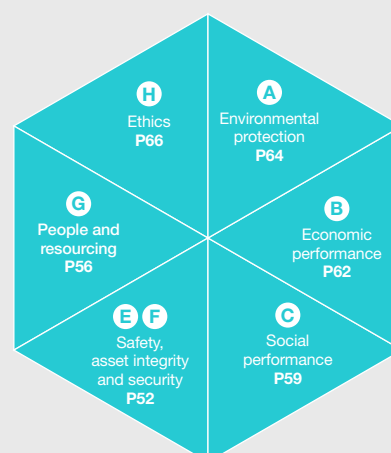 H
Ethics
P66
A
Environmental
protection
P64
G
People and
resourcing
P56
B
Economic
performance
P62
E F
Safety,
asset integrity
and security
P52
C
Social
performance
P59